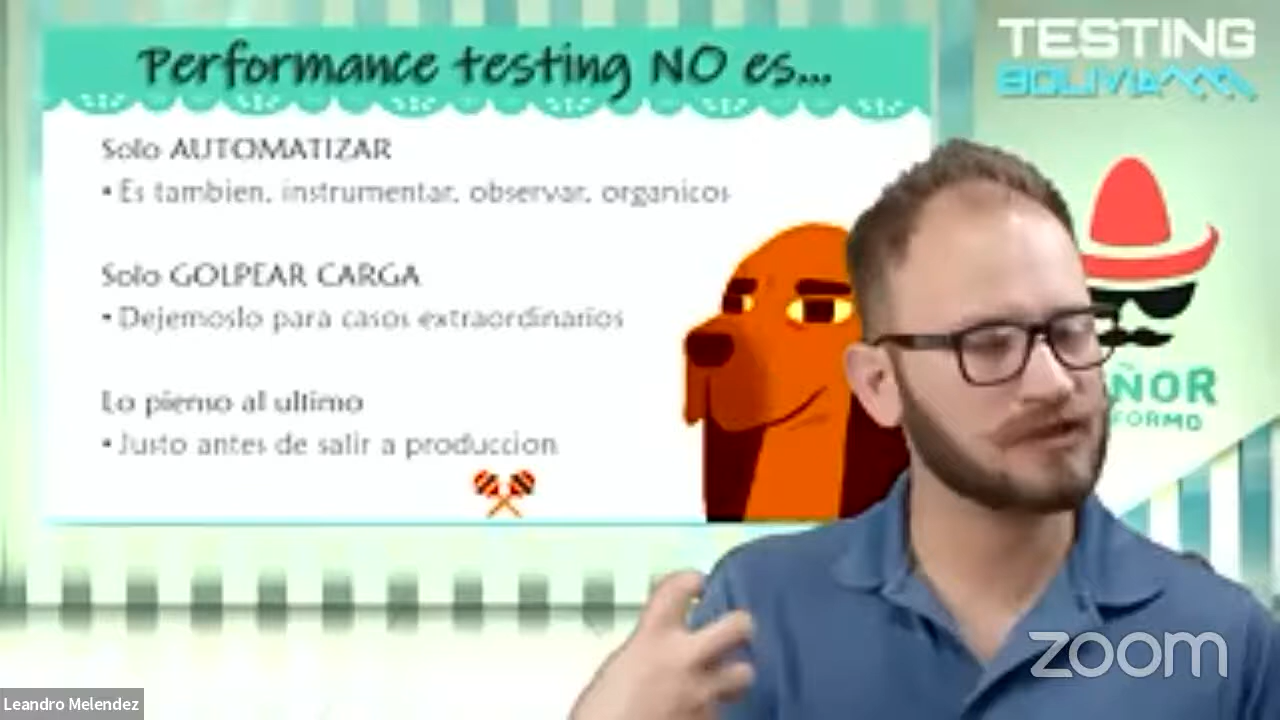 Performance testing NO es...
TESTING
BOLIVIA
Solo AUTOMATIZAR
• Es tambien, instrumentar, observar, organicos
Solo GOLPEAR CARGA
• Dejemoslo para casos extraordinarios
Lo pienso al ultimo
• Justo antes de salir a produccion
ÑOR
FORMO
zoom
Leandro Melendez